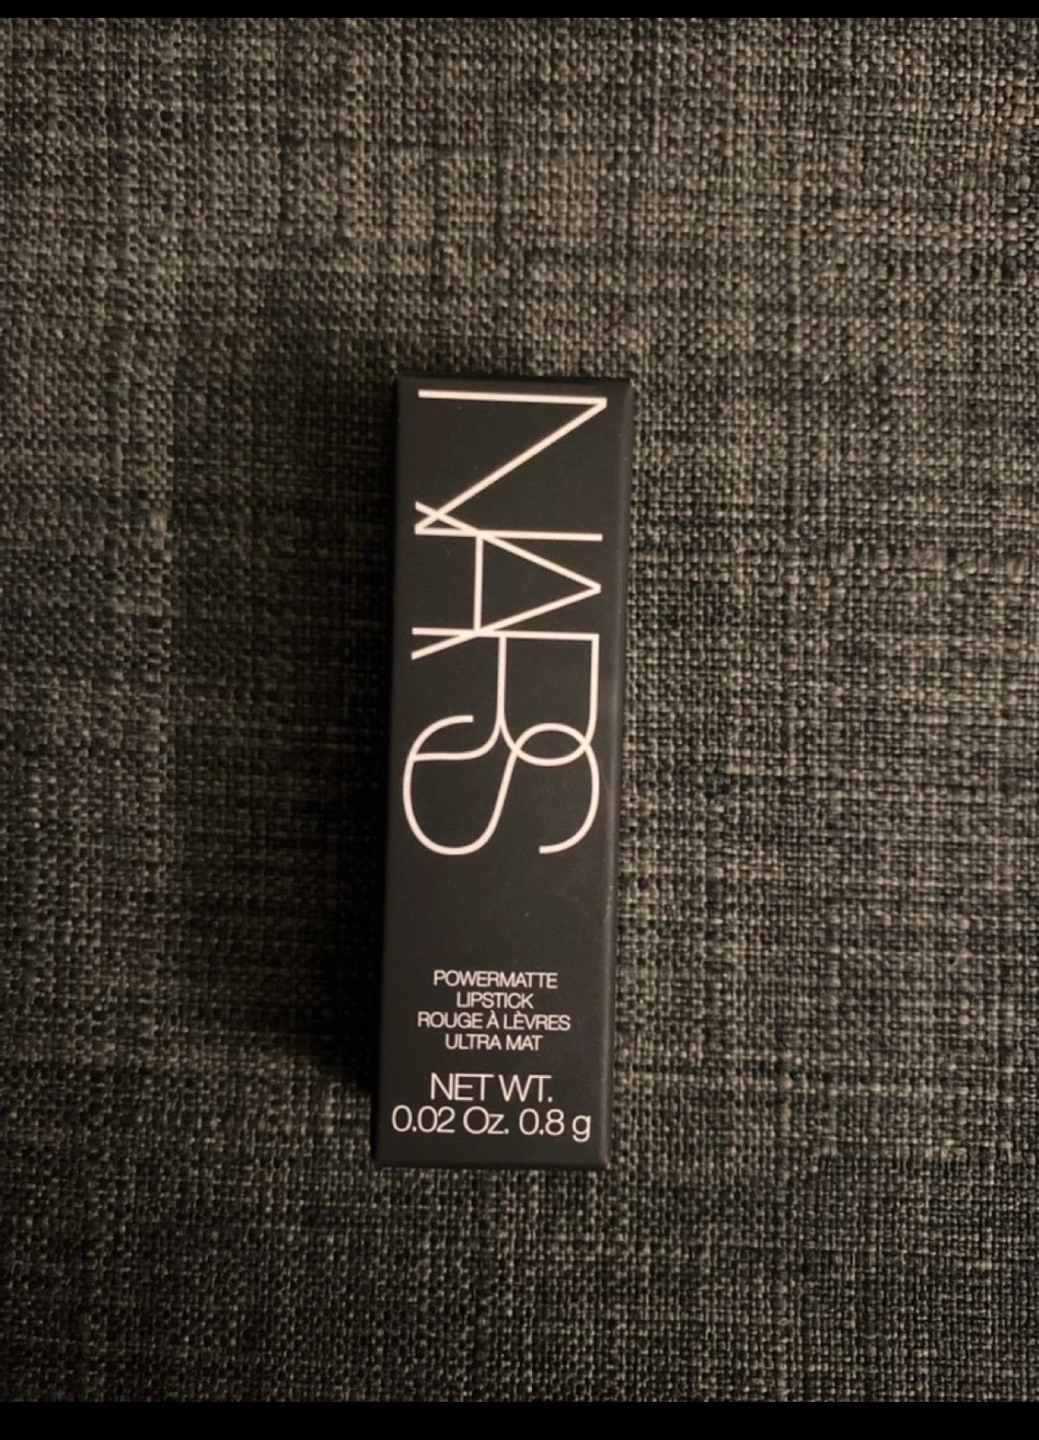 NARS
POWERMATTE
LIPSTICK
ROUGE À LÈVRES
ULTRA MAT
NET WT.
0.02 Oz. 0.8 g